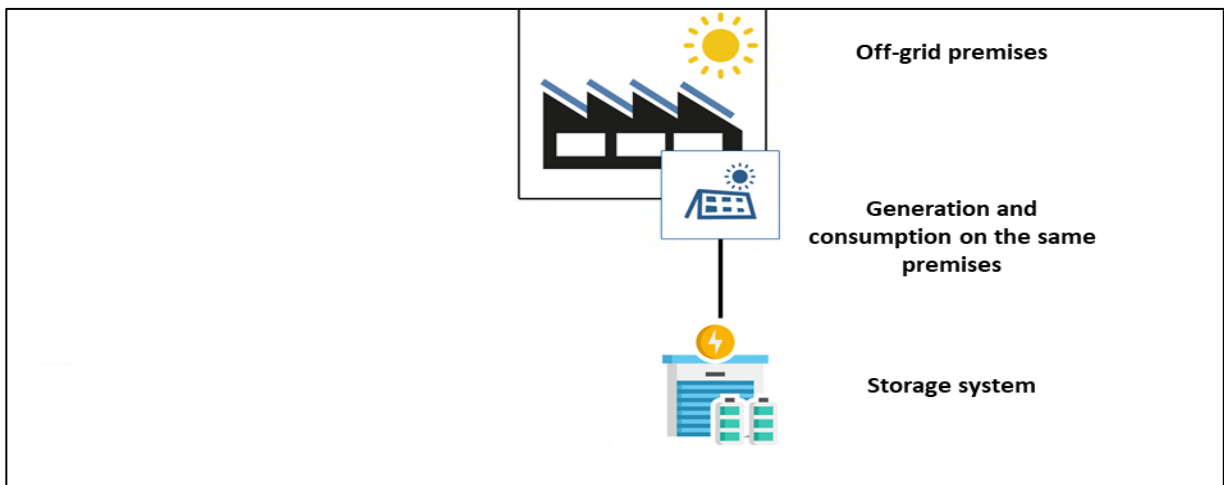 Off-grid premises
Generation and
consumption on the same
premises
Storage system